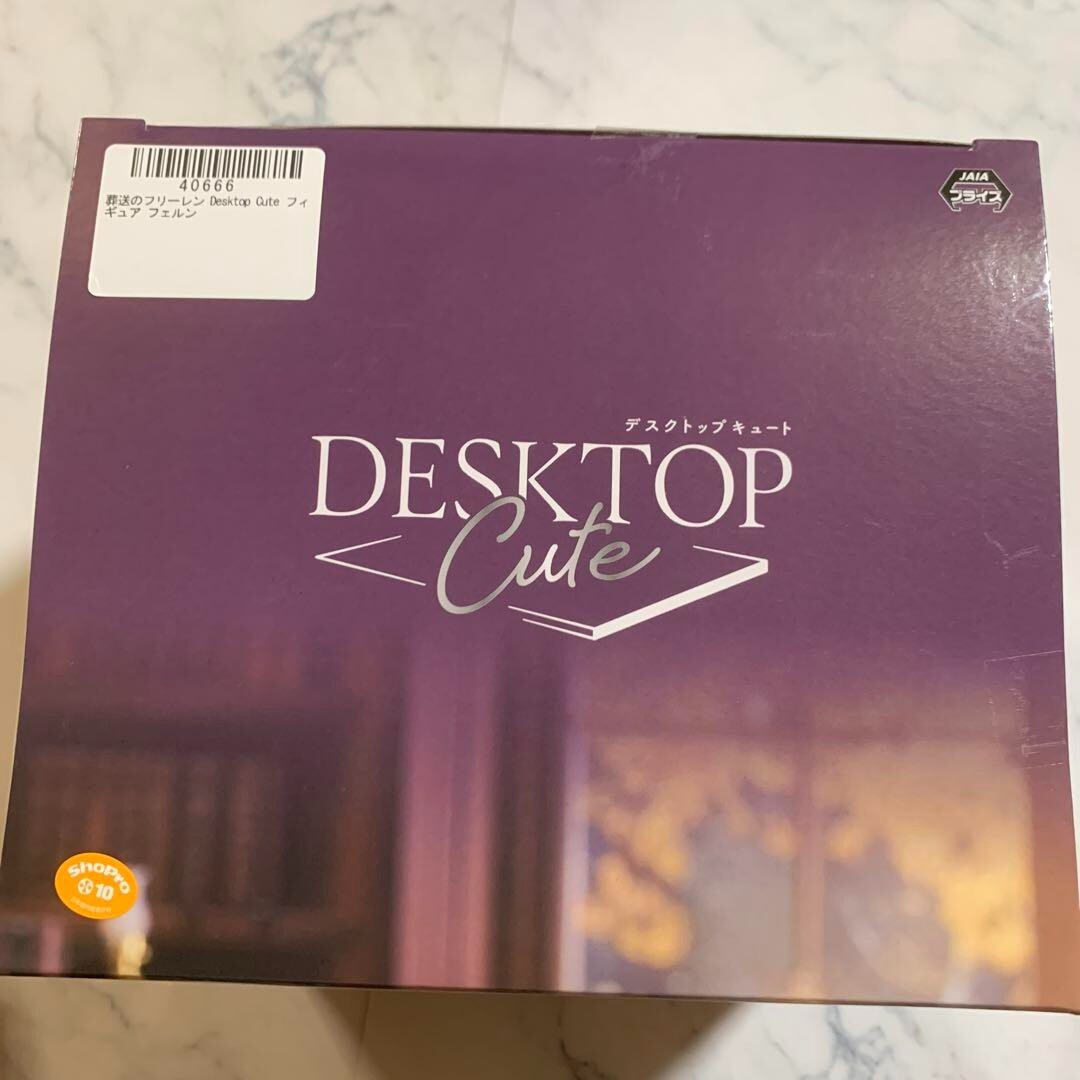 40666
葬送のフリーレン Desktop Cute フィ
ギュア フェルン
JAIA
プライズ
デスクトップキュート
DESKTOP
Cute
ShoPro
10